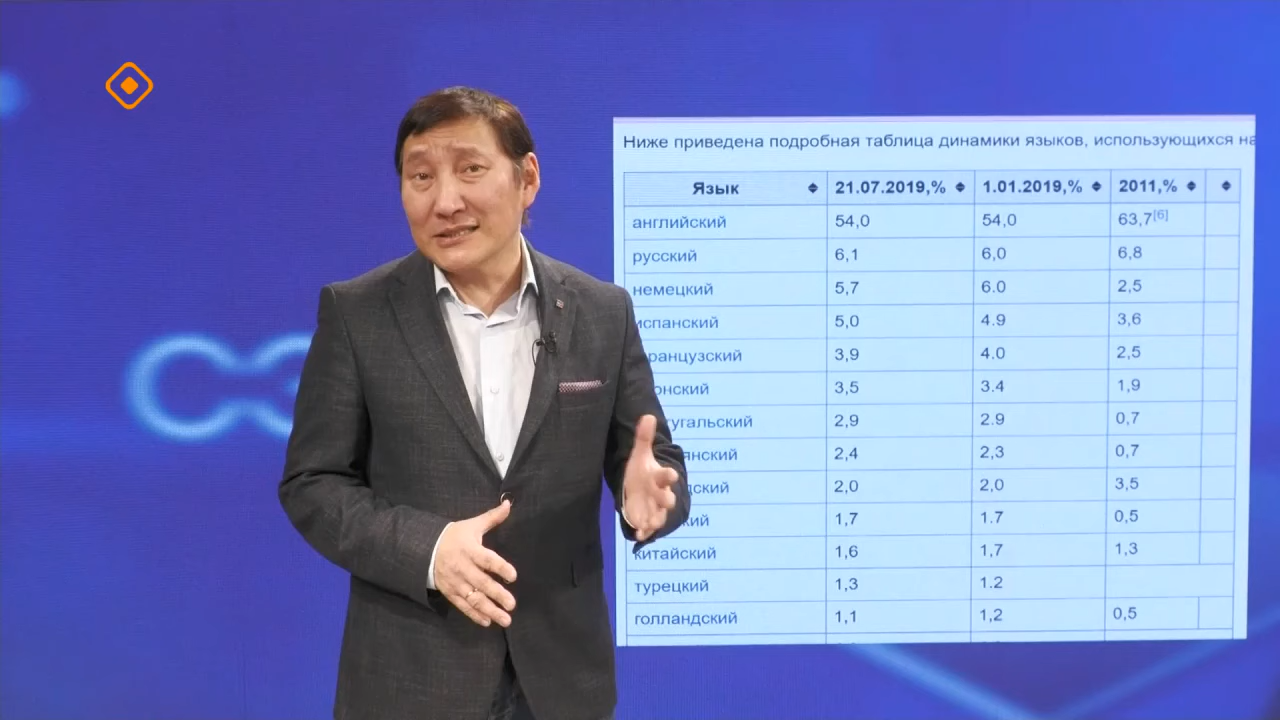 Ниже приведена подробная таблица динамики языков, использующихся
Язык 21.07.2019,% 1.01.2019,% 2011,%
английский 54,0 54,0 63,7[6]
русский 6,1 6,0 6,8
немецкий 5,7 6.0 2,5
испанский 5,0 4.9 3,6
3,9 4.0 2,5
3,5 3.4 1,9
2,9 2.9 0,7
2,4 2,3 0,7
2,0 2,0 3,5
1,7 1.7 0,5
китайский 1,6 1,7 1,3
турецкий 1,3 1.2
голландский 1,1 1,2 0,5